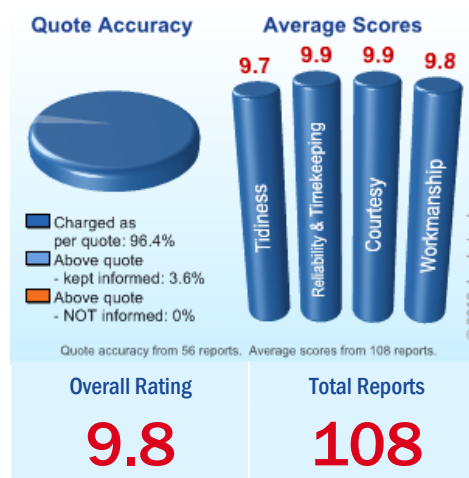 Quote Accuracy
Average Scores
9.7
9.9
9.9
9.8
Tidiness
Reliability & Timekeeping
Courtesy
Workmanship
Charged as
per quote: 96.4%
Above quote
- kept informed: 3.6%
Above quote
- NOT informed: 0%
Quote accuracy from 56 reports. Average scores from 108 reports.
Overall Rating
Total Reports
9.8
108